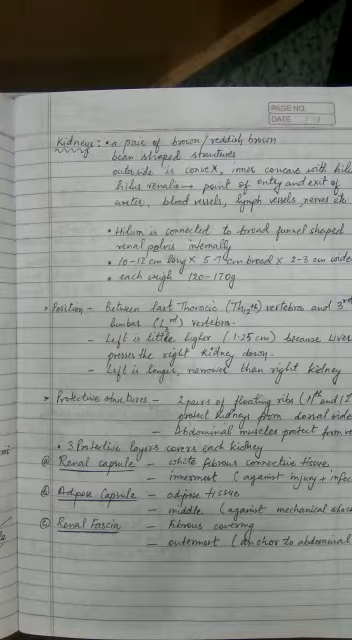 PAGE NO.
DATE / /
Kidneys : • a pair of brown/reddish brown
bean shaped structures
outerside is convex, inner concave with hilu
hilus renalis → point of entry and exit of
ureter, blood vessels, lymph vessels, nerves etc
• Hilum is connected to broad funnel shaped
renal pelvis internally
• 10-12 cm long × 5-7 cm broad × 2-3 cm wide
• each weigh 120-170g
Position - Between last Thoracic (Th12th) vertebra and 3rd
lumbar (L3rd) vertebra.
- Left is little higher (1.25 cm) because liver
presses the right kidney down.
- Left is longer, narrower than right kidney
Protective structures - 2 pairs of floating ribs (11th and 12
protect kidneys from dorsal side
- Abdominal muscles protect from ve
• 3 Protective layers covers each kidney
a Renal capsule - white fibrous connective tissue
- innermost (against injury + infec
b Adipose Capsule - adipose tissue
- middle (against mechanical shoc
c Renal Fascia - fibrous covering
- outermost (anchor to abdominal